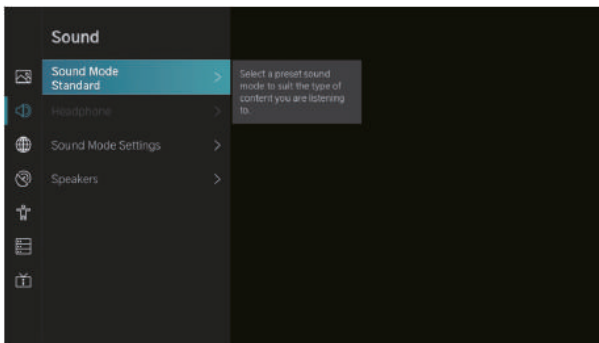 Sound
Sound Mode
Standard
Select a preset sound
mode to suit the type of
content you are listening
to.
Headphone
Sound Mode Settings
Speakers